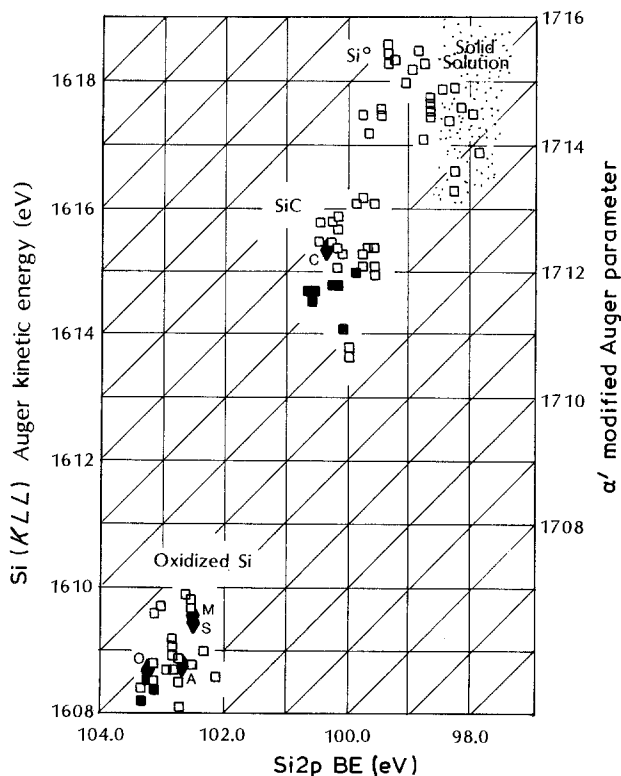 1716
Si° Solid
Solution
1618
1714
1616
SiC
C
1712
1614
1710
1612
1708
Oxidized Si
1610
M
S
O
A
1608
104.0 102.0 100.0 98.0
Si2p BE (eV)
Si (KLL) Auger kinetic energy (eV)
α′ modified Auger parameter